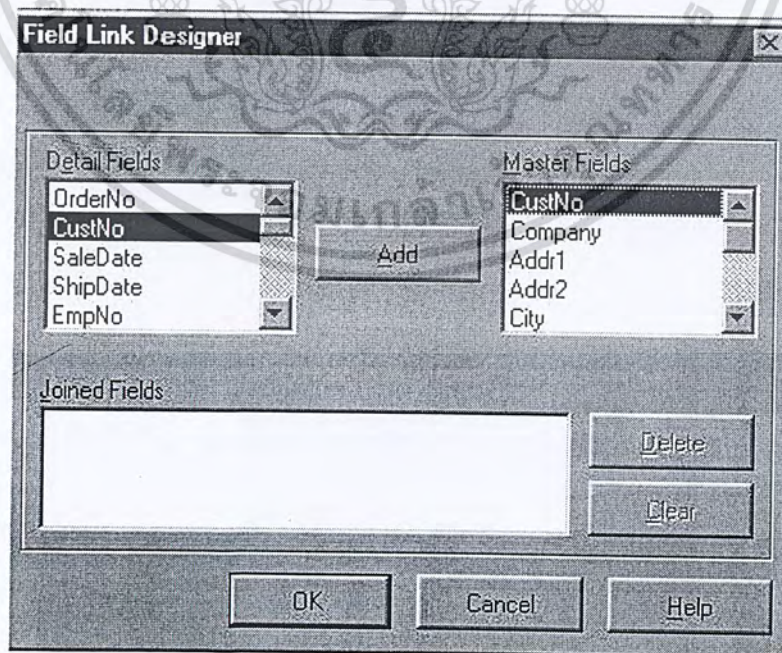 Field Link Designer
Detail Fields
OrderNo
CustNo
SaleDate
ShipDate
EmpNo
Add
Master Fields
CustNo
Company
Addr1
Addr2
City
Joined Fields
Delete
Clear
OK
Cancel
Help